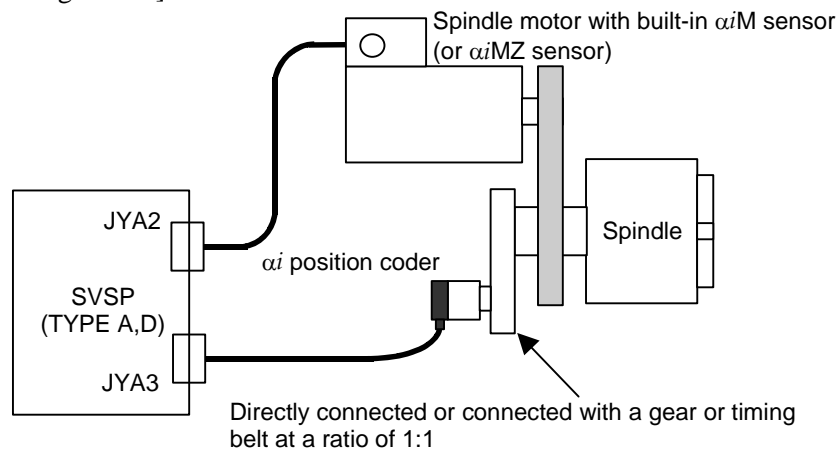 Spindle motor with built-in αiM sensor
(or αiMZ sensor)
JYA2
Spindle
αi position coder
SVSP
(TYPE A,D)
JYA3
Directly connected or connected with a gear or timing
belt at a ratio of 1:1